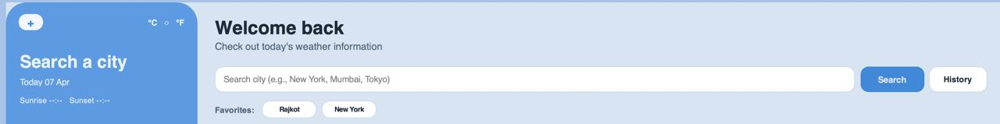 +
°C °F
Search a city
Today 07 Apr
Sunrise --:-- Sunset --:--
Welcome back
Check out today's weather information
Search city (e.g., New York, Mumbai, Tokyo)
Search
History
Favorites: Rajkot New York